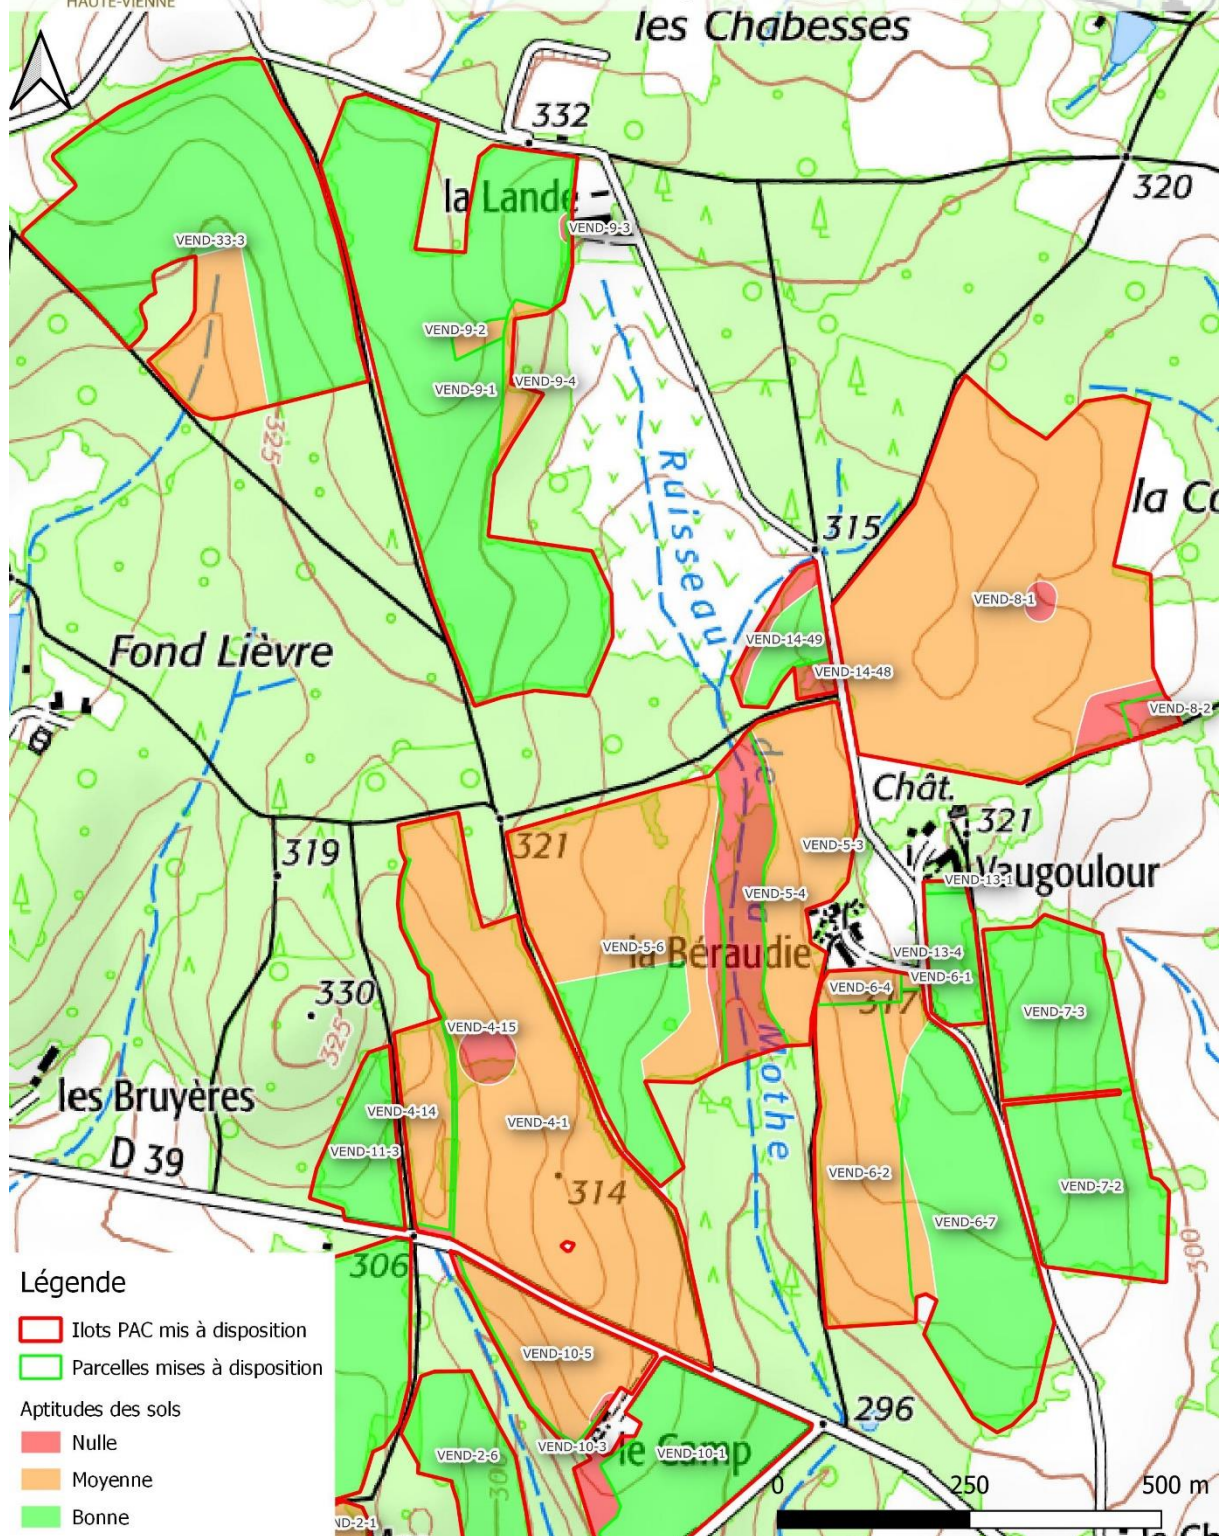 HAUTE-VIENNE
les Chabesses
332
320
la Lande
VEND-9-3
VEND-33-3
VEND-9-2
VEND-9-1
VEND-9-4
325
Ruisseau
la Co
315
VEND-8-1
VEND-14-49
Fond Lièvre
VEND-14-48
VEND-8-2
de
Chât.
321
319
321
VEND-5-3
Vaugoulour
VEND-13-1
VEND-5-4
la
VEND-5-6
la Béraudie
VEND-13-4
VEND-6-1
VEND-6-4
317
330
325
VEND-7-3
VEND-4-15
Mothe
les Bruyères
VEND-4-14
VEND-4-1
D 39
VEND-11-3
VEND-6-2
VEND-7-2
314
VEND-6-7
300
306
Légende
Ilots PAC mis à disposition
Parcelles mises à disposition
Aptitudes des sols
Nulle
Moyenne
Bonne
VEND-10-5
296
VEND-2-6
VEND-10-3
le Camp
VEND-10-1
300
0 250 500 m
ND-2-1